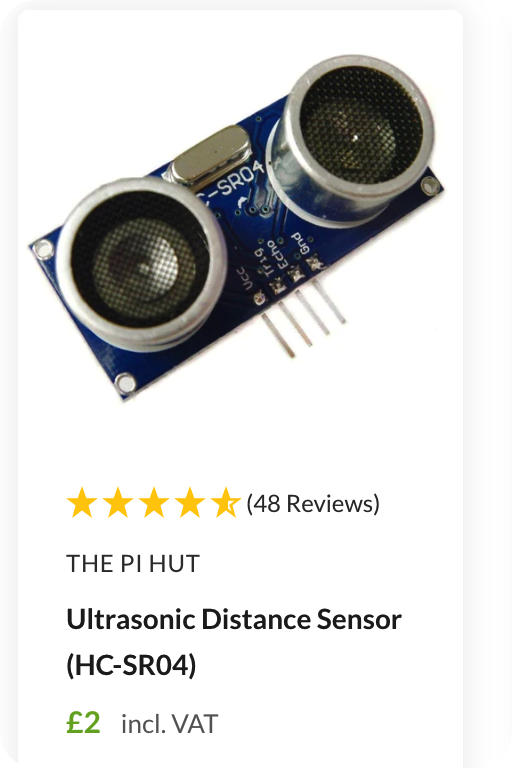 C-SR04
Vcc
Trig
Echo
Gnd
(48 Reviews)
THE PI HUT
Ultrasonic Distance Sensor
(HC-SR04)
£2 incl. VAT